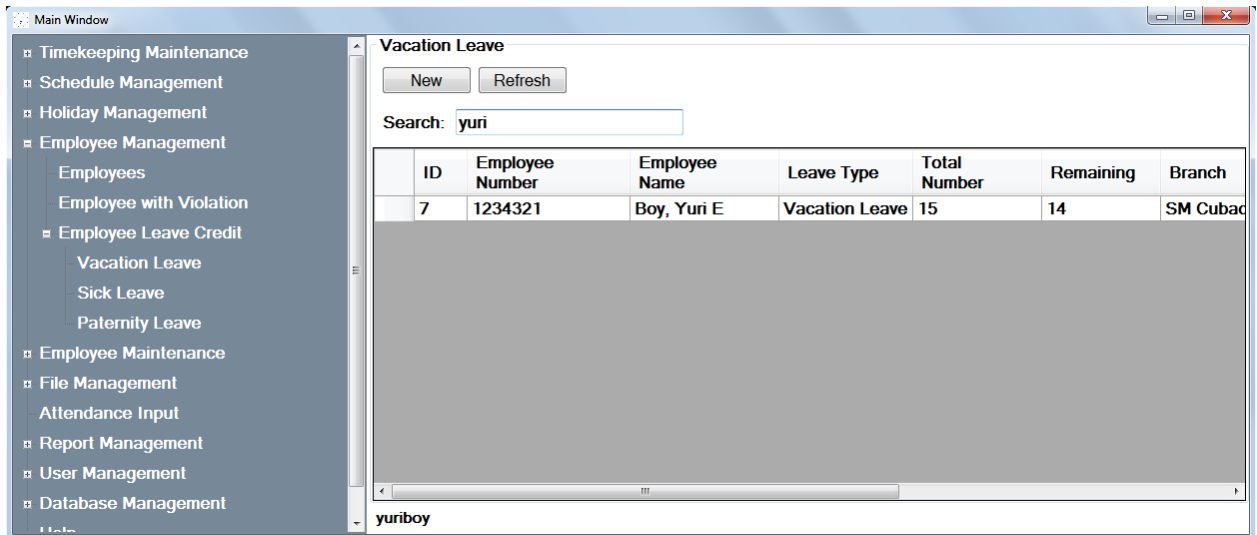 Main Window
Timekeeping Maintenance
Schedule Management
Holiday Management
Employee Management
Employees
Employee with Violation
Employee Leave Credit
Vacation Leave
Sick Leave
Paternity Leave
Employee Maintenance
File Management
Attendance Input
Report Management
User Management
Database Management
Vacation Leave
New Refresh
Search: yuri
ID Employee Number Employee Name Leave Type Total Number Remaining Branch
7 1234321 Boy, Yuri E Vacation Leave 15 14 SM
yuriboy